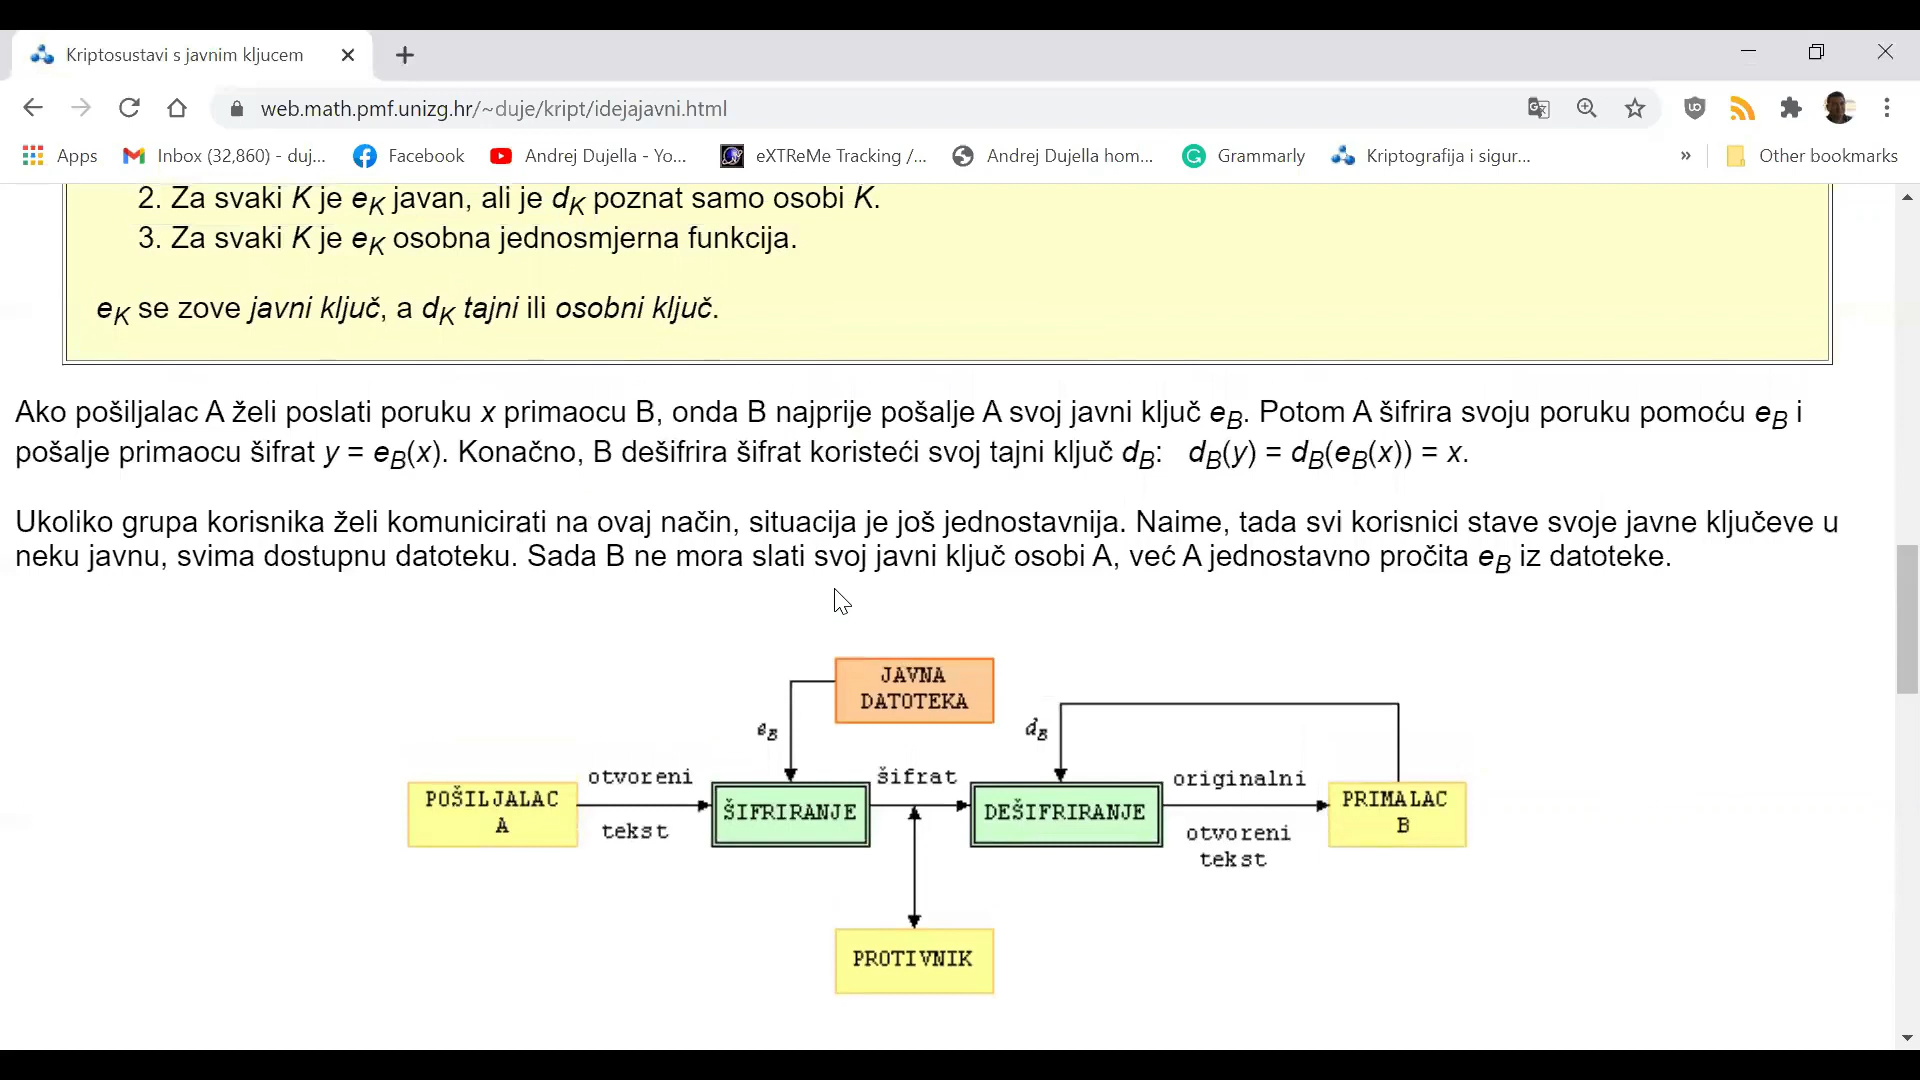 Kriptosustavi s javnim kljucem
web.math.pmf.unizg.hr/~duje/kript/idejajavni.html
Apps Inbox (32,860) - duj... Facebook Andrej Dujella - Yo... eXTReMe Tracking /... Andrej Dujella hom... Grammarly Kriptografija i sigur... » Other bookmarks
2. Za svaki K je eK javan, ali je dK poznat samo osobi K.
3. Za svaki K je eK osobna jednosmjerna funkcija.
eK se zove javni ključ, a dK tajni ili osobni ključ.
Ako pošiljalac A želi poslati poruku x primaocu B, onda B najprije pošalje A svoj javni ključ eB. Potom A šifrira svoju poruku pomoću eB i
pošalje primaocu šifrat y = eB(x). Konačno, B dešifrira šifrat koristeći svoj tajni ključ dB: dB(y) = dB(eB(x)) = x.
Ukoliko grupa korisnika želi komunicirati na ovaj način, situacija je još jednostavnija. Naime, tada svi korisnici stave svoje javne ključeve u
neku javnu, svima dostupnu datoteku. Sada B ne mora slati svoj javni ključ osobi A, već A jednostavno pročita eB iz datoteke.
JAVNA
DATOTEKA
eB
dB
POŠILJALAC
A
otvoreni
tekst
ŠIFRIRANJE
šifrat
DEŠIFRIRANJE
originalni
otvoreni
tekst
PRIMALAC
B
PROTIVNIK